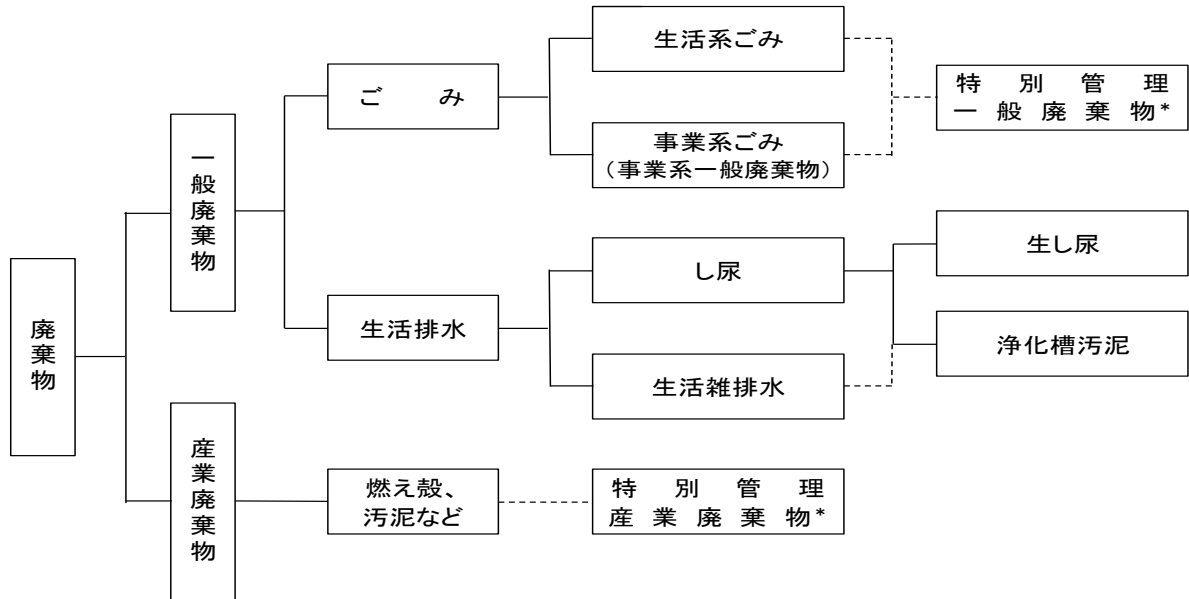 廃棄物
一般廃棄物
産業廃棄物
ごみ
生活排水
燃え殻、
汚泥など
生活系ごみ
事業系ごみ
（事業系一般廃棄物）
し尿
生活雑排水
特別管理
産業廃棄物*
特別管理
一般廃棄物*
生し尿
浄化槽汚泥